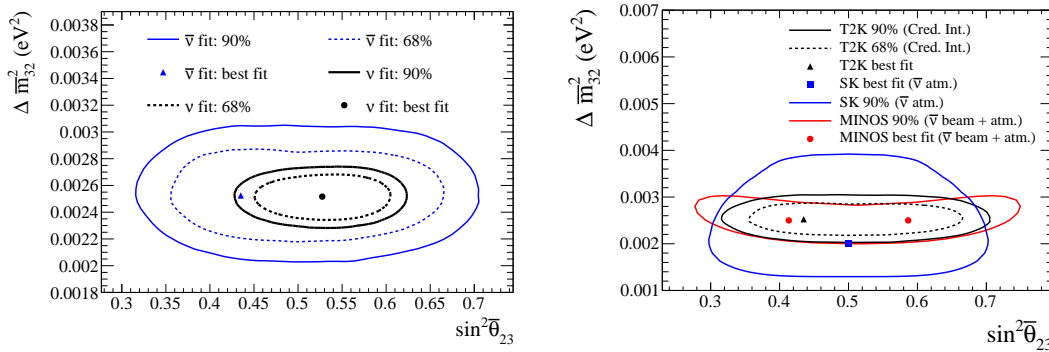 Δ m̅²₃₂ (eV²)
0.0038
0.0036
0.0034
0.0032
0.003
0.0028
0.0026
0.0024
0.0022
0.002
0.0018
ν̅ fit: 90%
ν̅ fit: 68%
ν̅ fit: best fit
ν fit: 90%
ν fit: 68%
ν fit: best fit
0.3 0.35 0.4 0.45 0.5 0.55 0.6 0.65 0.7
sin²θ̅₂₃
Δ m̅²₃₂ (eV²)
0.007
0.006
0.005
0.004
0.003
0.002
0.001
T2K 90% (Cred. Int.)
T2K 68% (Cred. Int.)
T2K best fit
SK best fit (ν̅ atm.)
SK 90% (ν̅ atm.)
MINOS 90% (ν̅ beam + atm.)
MINOS best fit (ν̅ beam + atm.)
0.3 0.4 0.5 0.6 0.7
sin²θ̅₂₃